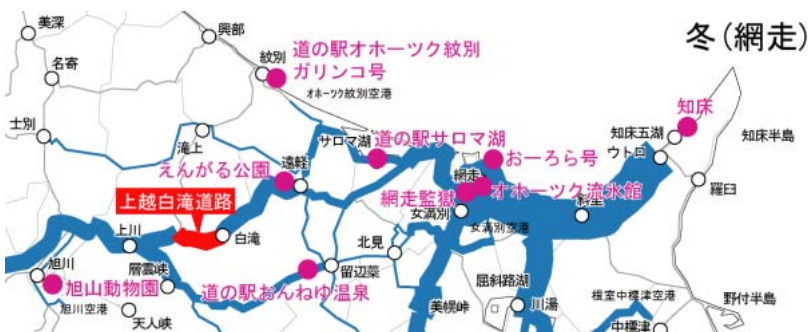 冬(網走)
美深
興部
紋別
道の駅オホーツク紋別
ガリンコ号
オホーツク紋別空港
名寄
士別
滝上
サロマ湖
道の駅サロマ湖
知床
知床五湖
ウトロ
知床半島
えんがる公園
遠軽
網走
おーろら号
網走監獄
オホーツク流氷館
羅臼
上越白滝道路
女満別
女満別空港
斜里
上川
白滝
北見
旭川
層雲峡
留辺蘂
屈斜路湖
旭山動物園
道の駅おんねゆ温泉
根室中標津空港
旭川空港
天人峡
美幌峠
川湯
野付半島
中標津